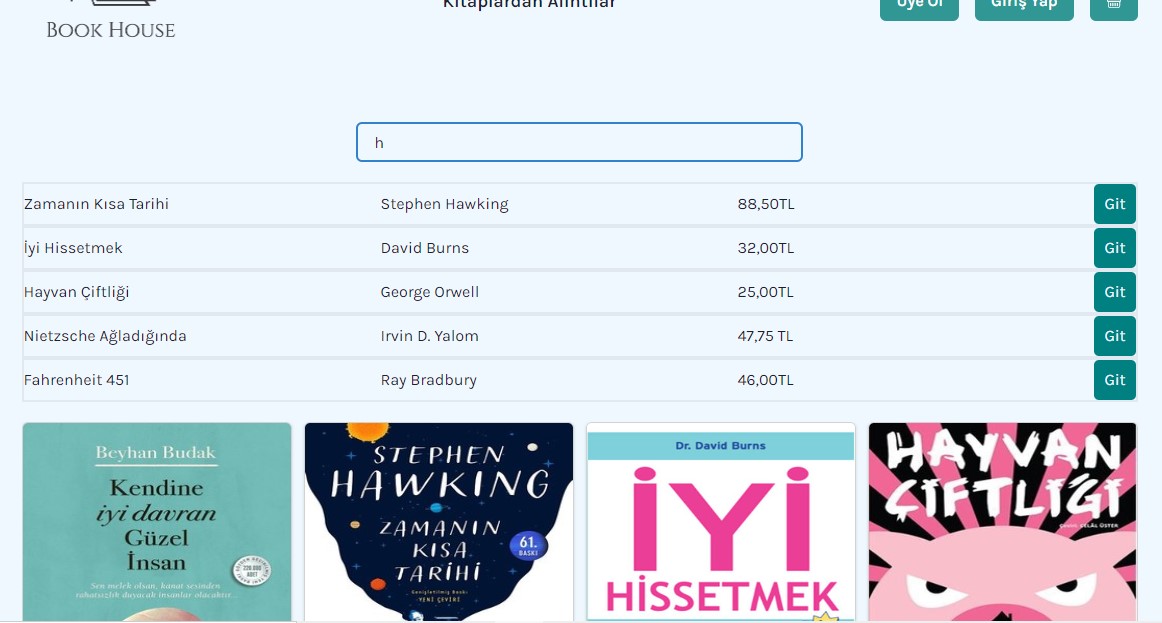 Kitaplardan Alıntılar
Üye Ol
Giriş Yap
BOOK HOUSE
h
Zamanın Kısa Tarihi Stephen Hawking 88,50TL Git
İyi Hissetmek David Burns 32,00TL Git
Hayvan Çiftliği George Orwell 25,00TL Git
Nietzsche Ağladığında Irvin D. Yalom 47,75 TL Git
Fahrenheit 451 Ray Bradbury 46,00TL Git
Beyhan Budak
Kendine
iyi davran
Güzel
İnsan
Sen melek olsan, kanat sesinden
rahatsızlık duyacak insanlar olacaktır...
STEPHEN
HAWKING
ZAMANIN
KISA
TARİHİ
61.
BASKI
Genişletilmiş Baskı
YENİ ÇEVİRİ
Dr. David Burns
İYİ
HİSSETMEK
HAYVAN
ÇİFTLİĞİ
CELÂL ÜSTER